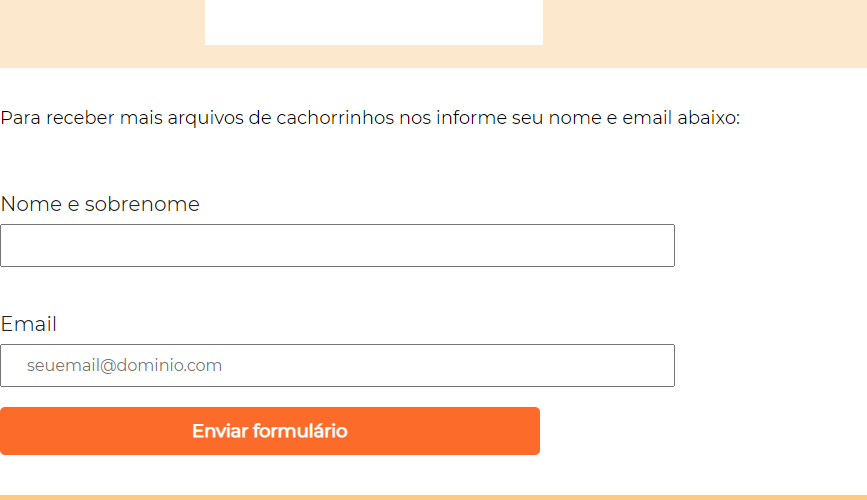 Para receber mais arquivos de cachorrinhos nos informe seu nome e email abaixo:
Nome e sobrenome
Email
seuemail@dominio.com
Enviar formulário